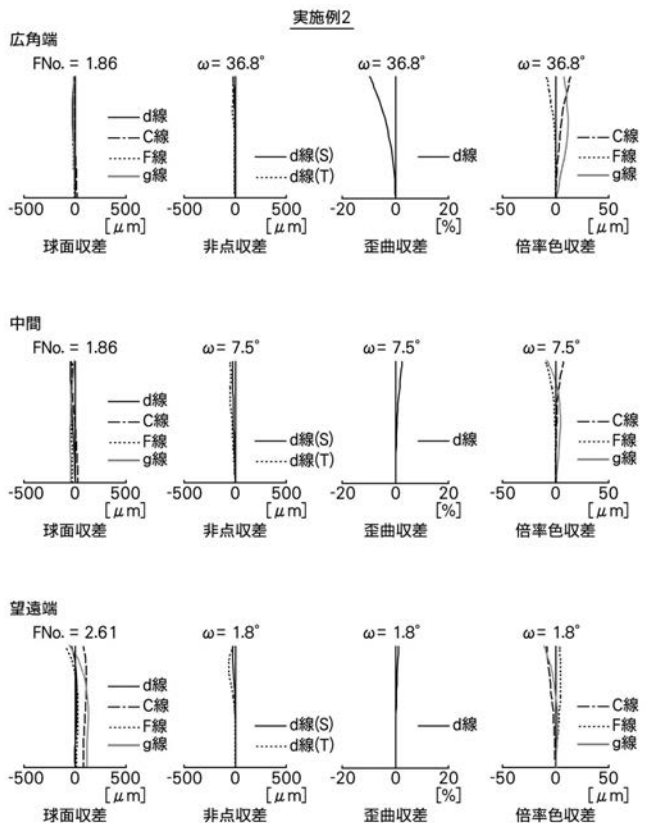 実施例2
広角端
FNo. = 1.86
ω= 36.8°
ω= 36.8°
ω= 36.8°
d線
C線
F線
g線
d線(S)
d線(T)
d線
C線
F線
g線
-500 0 500
[μm]
球面収差
-500 0 500
[μm]
非点収差
-20 0 20
[%]
歪曲収差
-50 0 50
[μm]
倍率色収差
中間
FNo. = 1.86
ω= 7.5°
ω= 7.5°
ω= 7.5°
d線
C線
F線
g線
d線(S)
d線(T)
d線
C線
F線
g線
-500 0 500
[μm]
球面収差
-500 0 500
[μm]
非点収差
-20 0 20
[%]
歪曲収差
-50 0 50
[μm]
倍率色収差
望遠端
FNo. = 2.61
ω= 1.8°
ω= 1.8°
ω= 1.8°
d線
C線
F線
g線
d線(S)
d線(T)
d線
C線
F線
g線
-500 0 500
[μm]
球面収差
-500 0 500
[μm]
非点収差
-20 0 20
[%]
歪曲収差
-50 0 50
[μm]
倍率色収差